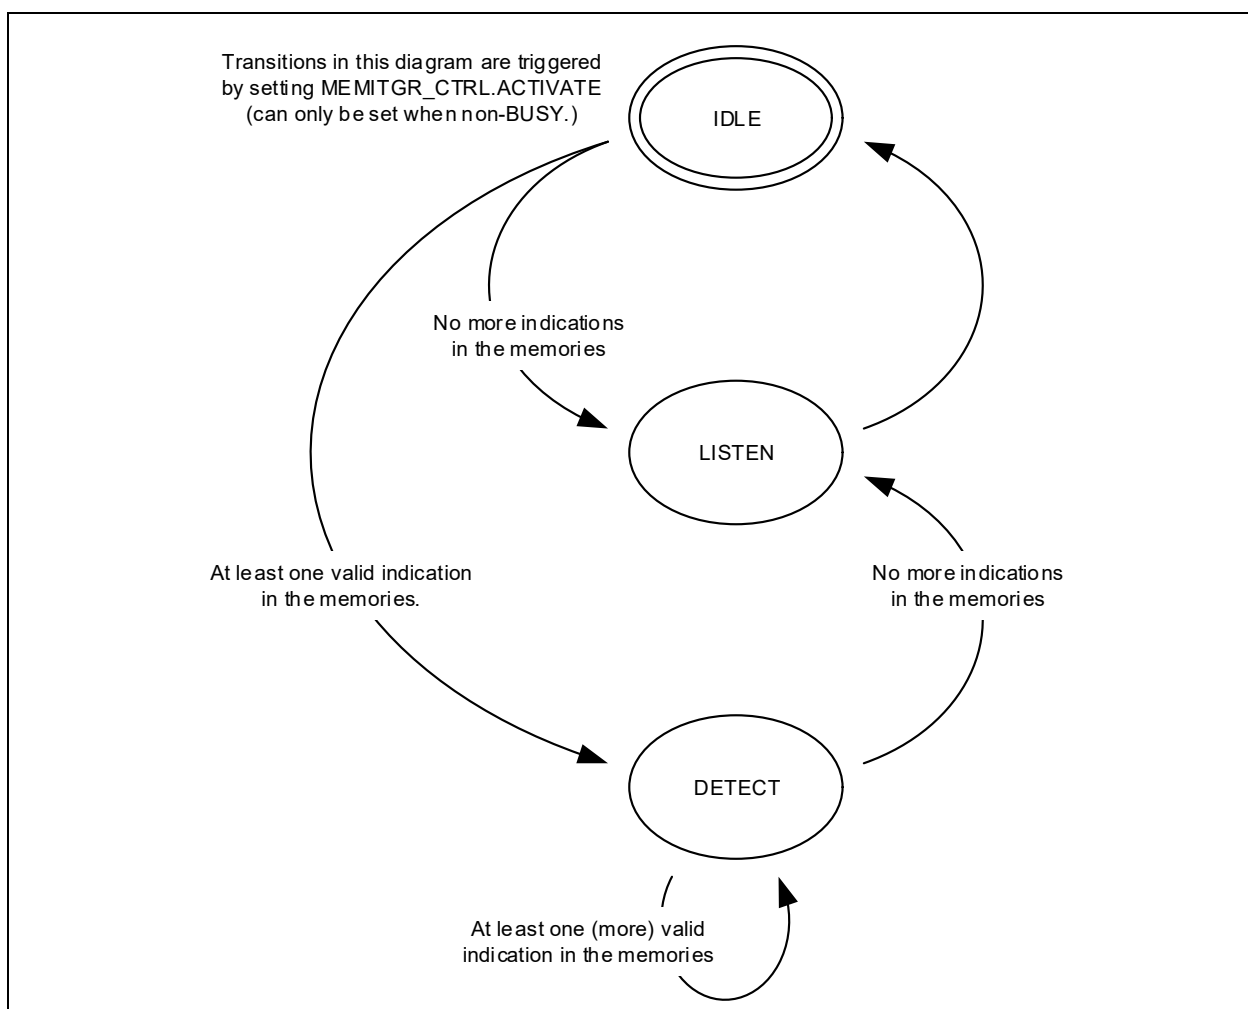 Transitions in this diagram are triggered
by setting MEMITGR_CTRL.ACTIVATE
(can only be set when non-BUSY.)
IDLE
No more indications
in the memories
LISTEN
At least one valid indication
in the memories.
No more indications
in the memories
DETECT
At least one (more) valid
indication in the memories